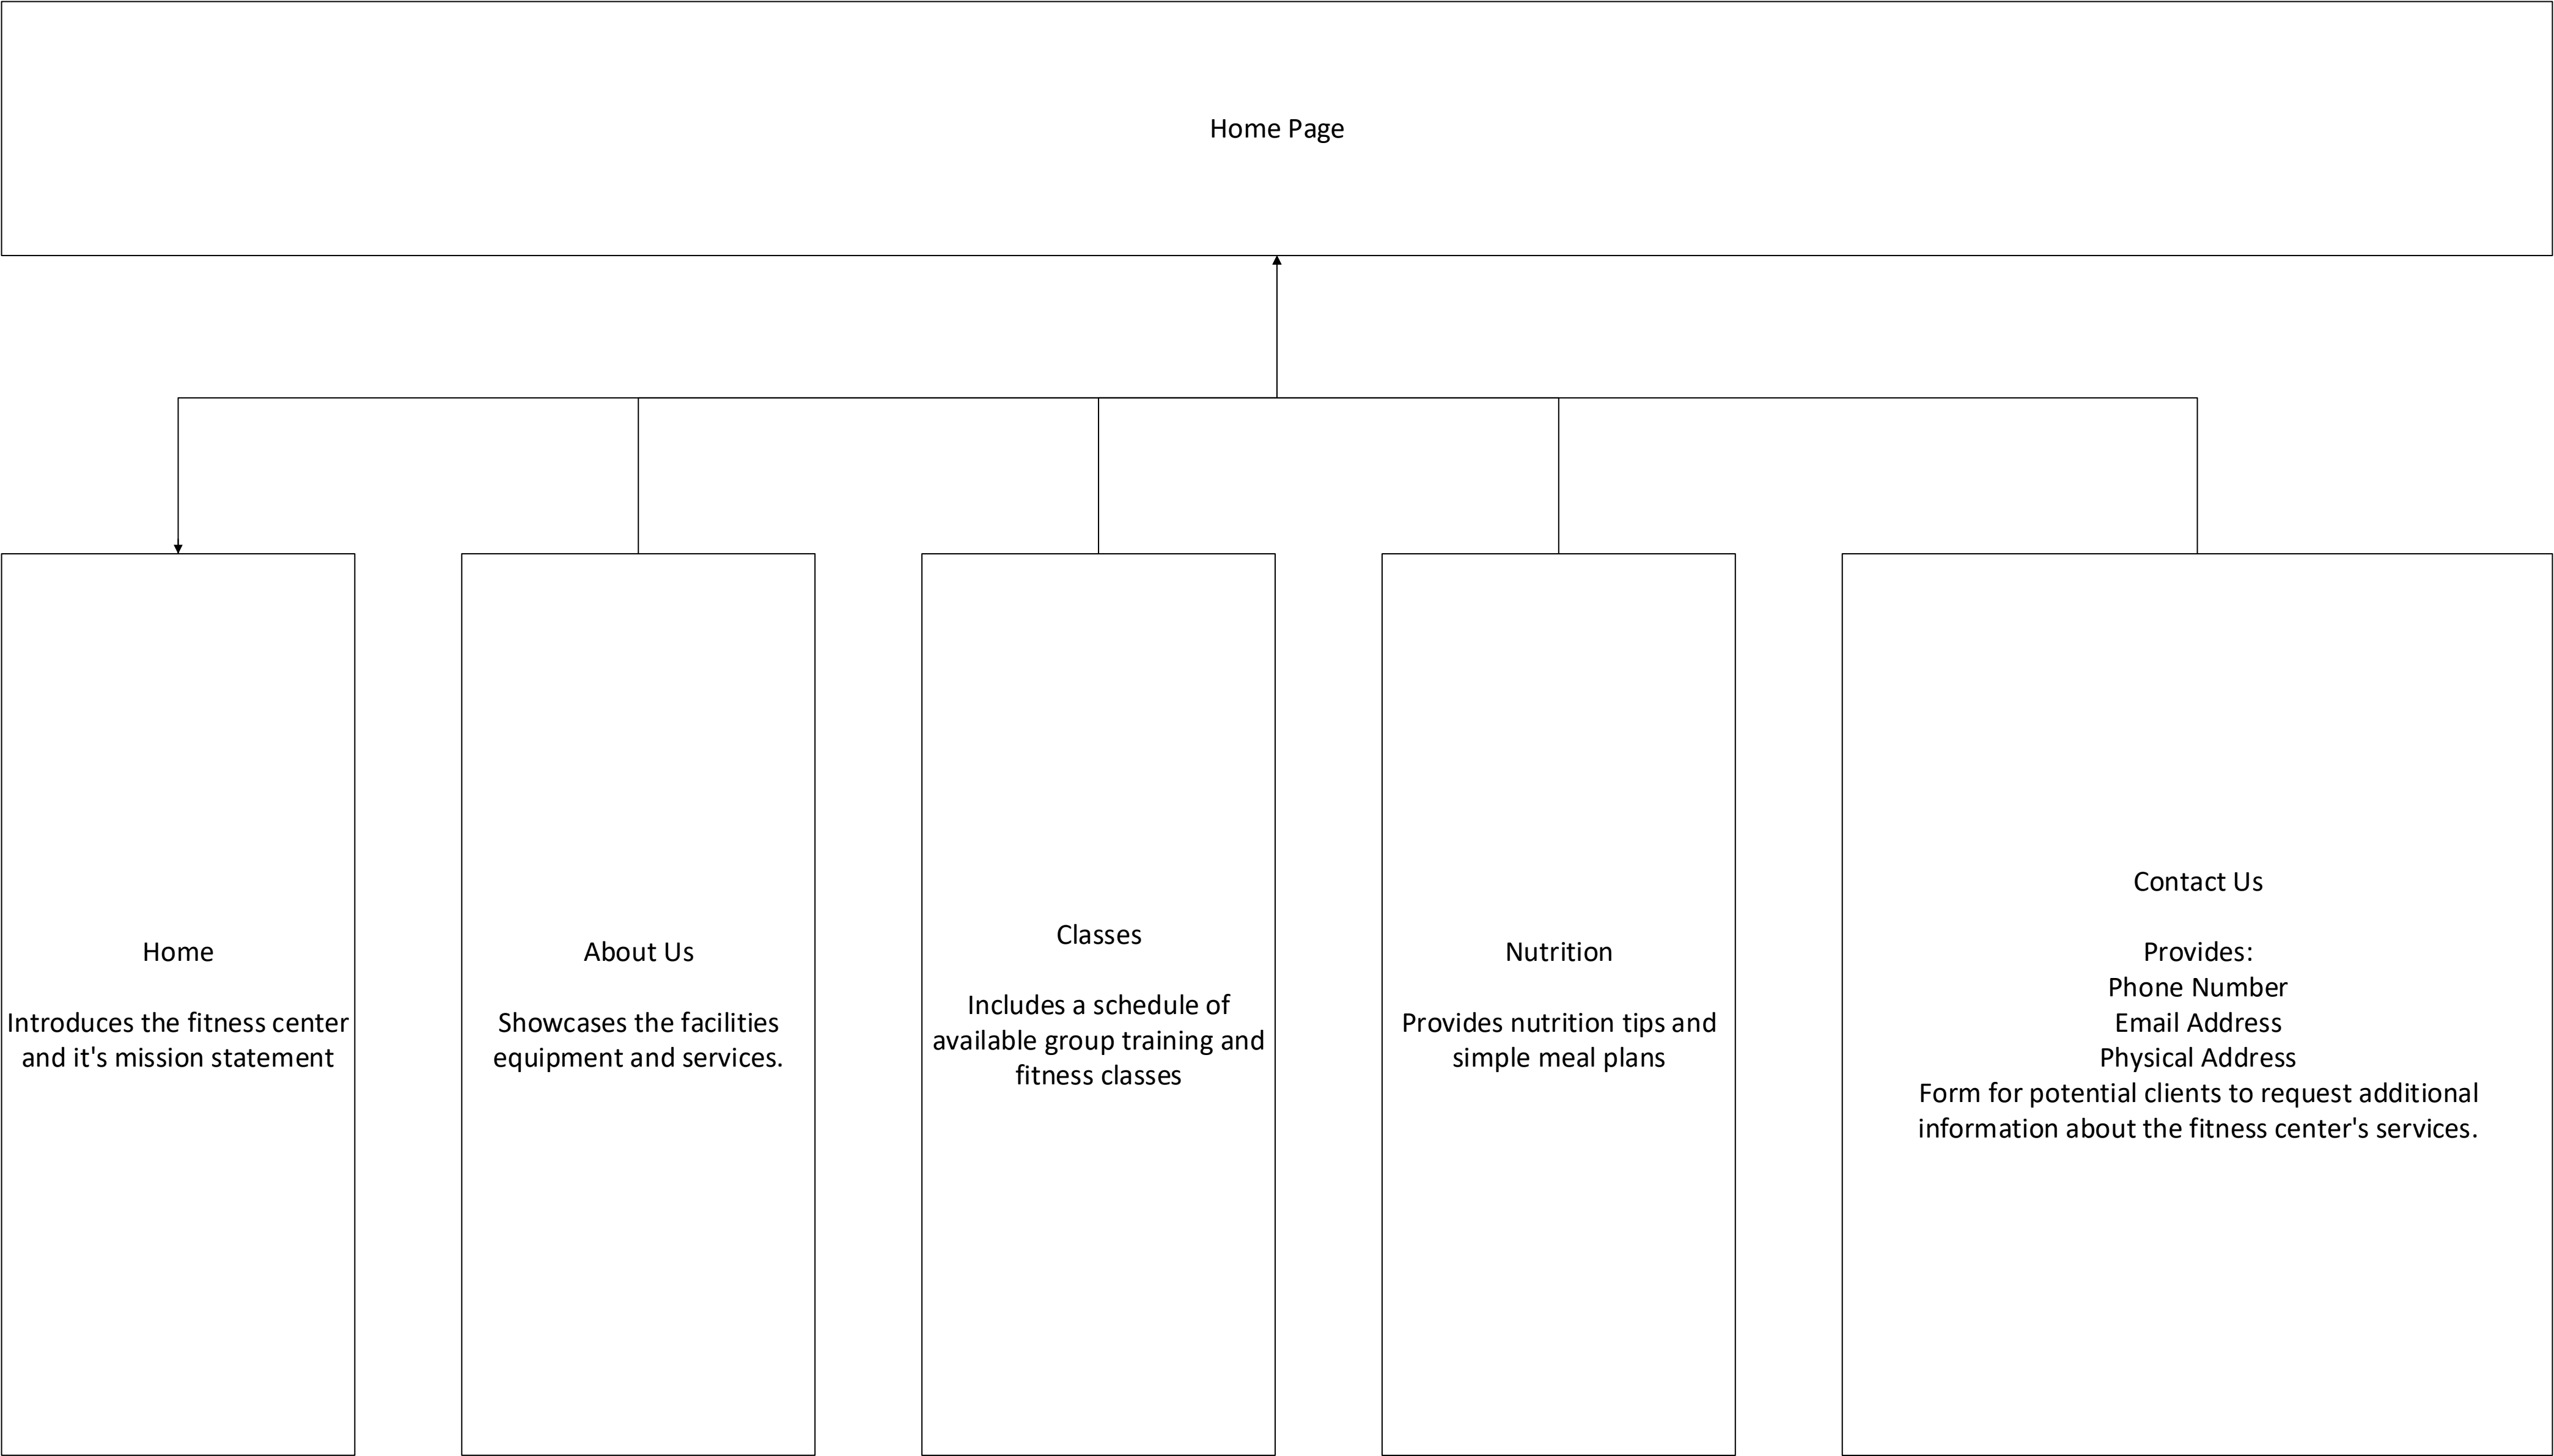 Home Page
Home
Introduces the fitness center
and it's mission statement
About Us
Showcases the facilities
equipment and services.
Classes
Includes a schedule of
available group training and
fitness classes
Nutrition
Provides nutrition tips and
simple meal plans
Contact Us
Provides:
Phone Number
Email Address
Physical Address
Form for potential clients to request additional
information about the fitness center's services.